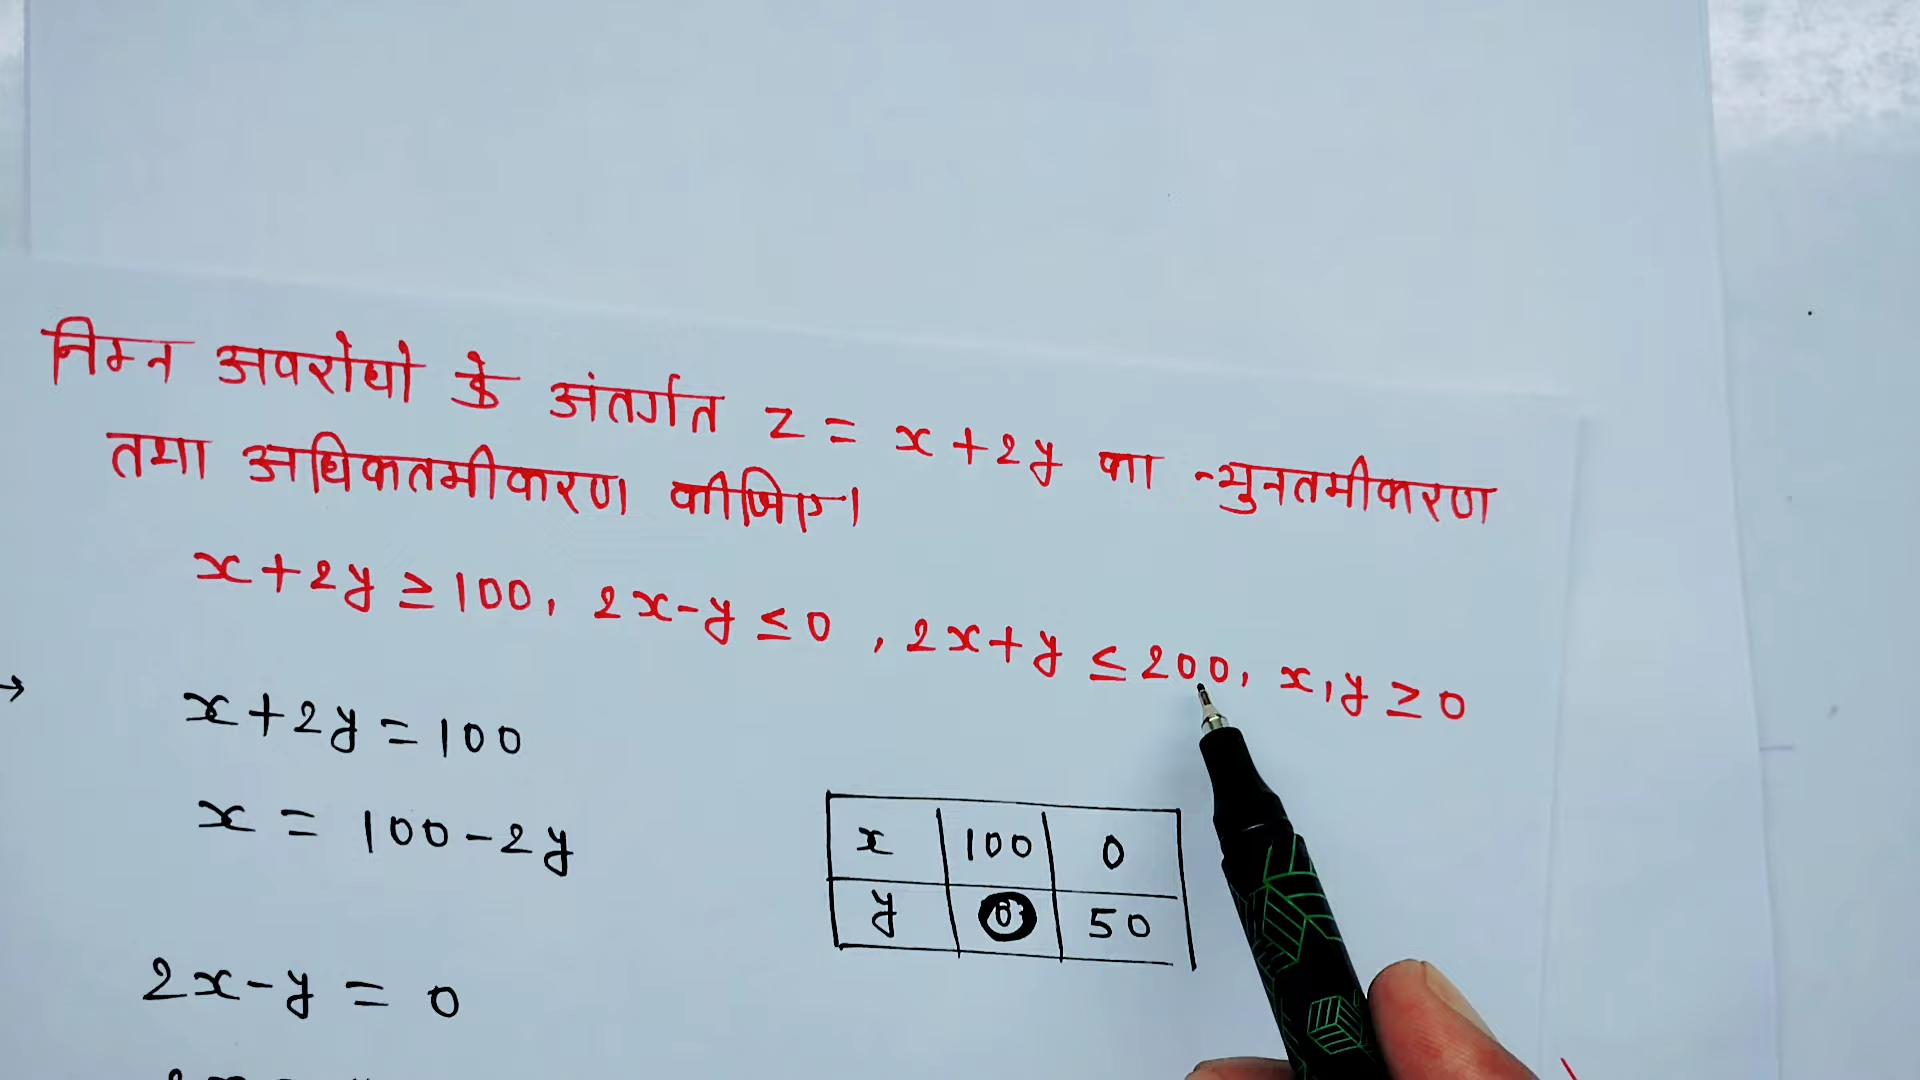 निम्न अवरोधो के अंतर्गत z = x + 2y का न्युनतमीकरण
तथा अधिकतमीकरण कीजिए।
x + 2y ≥ 100, 2x - y ≤ 0, 2x + y ≤ 200, x, y ≥ 0
→ x + 2y = 100
x = 100 - 2y
x 100 0
y 0 50
2x - y = 0